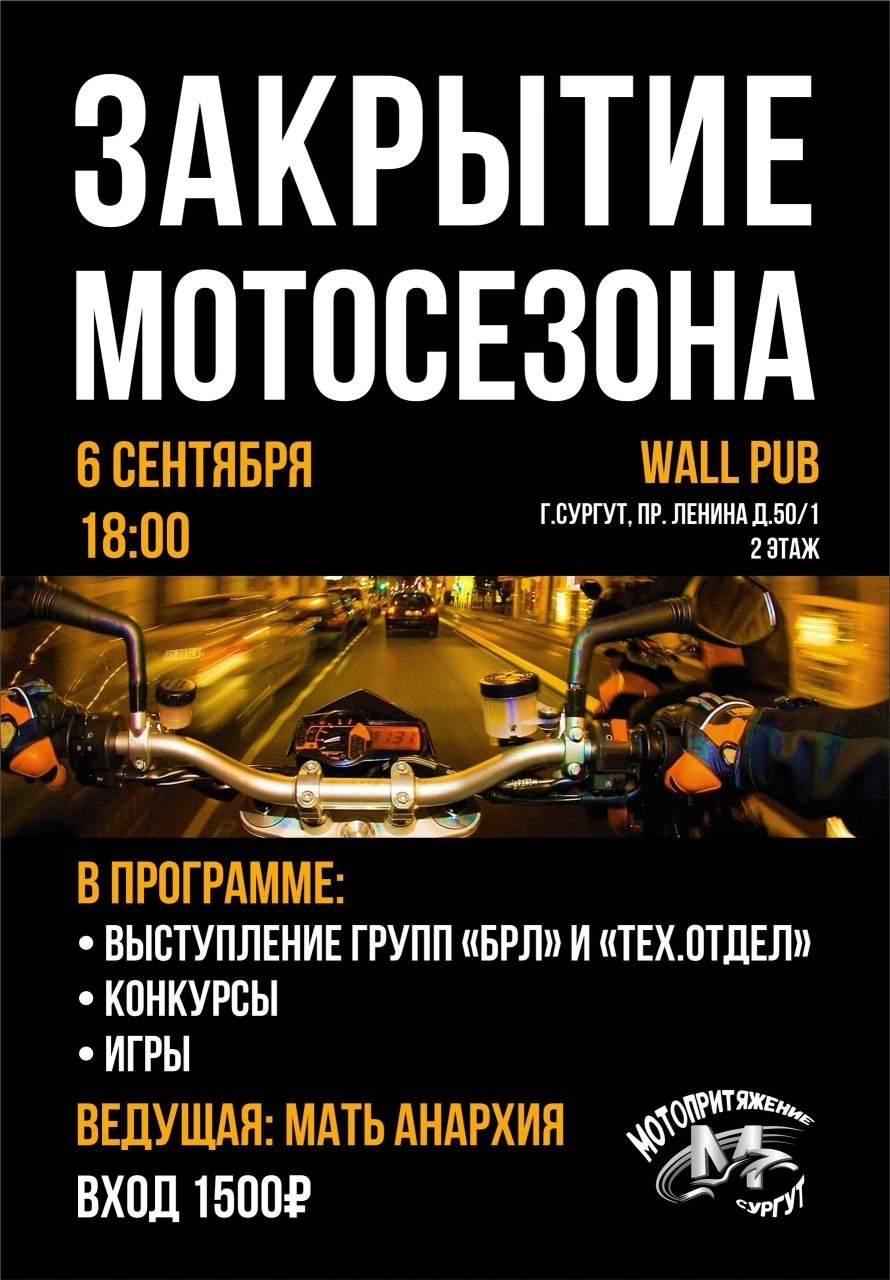 ЗАКРЫТИЕ
МОТОСЕЗОНА
6 СЕНТЯБРЯ
18:00
WALL PUB
Г.СУРГУТ, ПР. ЛЕНИНА Д.50/1
2 ЭТАЖ
В ПРОГРАММЕ:
• ВЫСТУПЛЕНИЕ ГРУПП «БРЛ» И «ТЕХ.ОТДЕЛ»
• КОНКУРСЫ
• ИГРЫ
ВЕДУЩАЯ: МАТЬ АНАРХИЯ
ВХОД 1500₽
МОТОПРИТЯЖЕНИЕ
СУРГУТ